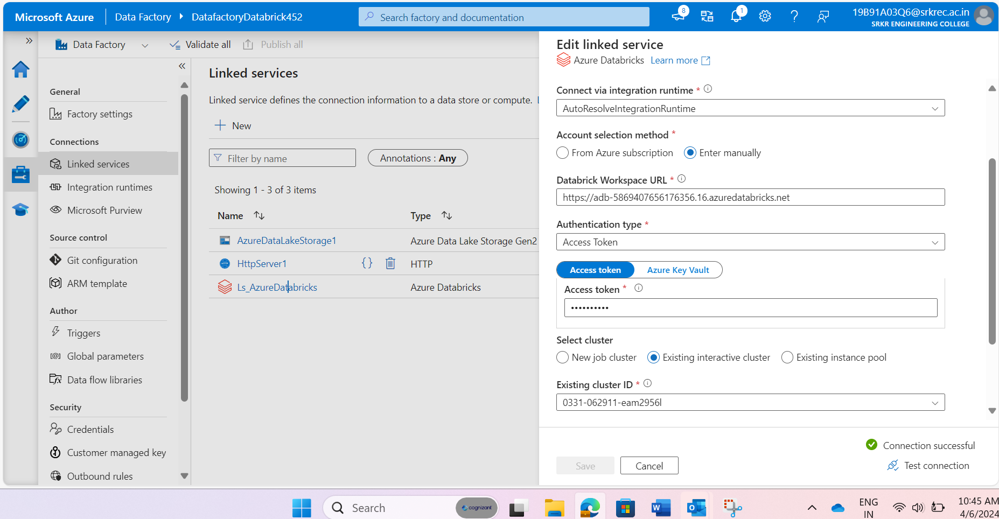 Microsoft Azure
Data Factory
DatafactoryDatabrick452
Search factory and documentation
8
1
19B91A03Q6@srkrec.ac.in
SRKR ENGINEERING COLLEGE
Data Factory
Validate all
Publish all
General
Factory settings
Connections
Linked services
Integration runtimes
Microsoft Purview
Source control
Git configuration
ARM template
Author
Triggers
Global parameters
Data flow libraries
Security
Credentials
Customer managed key
Outbound rules
Linked services
Linked service defines the connection information to a data store or compute.
New
Filter by name
Annotations : Any
Showing 1 - 3 of 3 items
Name
Type
AzureDataLakeStorage1
Azure Data Lake Storage Gen2
HttpServer1
{}
HTTP
Ls_AzureDatabricks
Azure Databricks
Edit linked service
Azure Databricks
Learn more
Connect via integration runtime *
AutoResolveIntegrationRuntime
Account selection method *
From Azure subscription
Enter manually
Databrick Workspace URL *
https://adb-5869407656176356.16.azuredatabricks.net
Authentication type *
Access Token
Access token
Azure Key Vault
Access token *
••••••••••
Select cluster
New job cluster
Existing interactive cluster
Existing instance pool
Existing cluster ID *
0331-062911-eam2956l
Connection successful
Save
Cancel
Test connection
Search
cognizant
ENG
IN
10:45 AM
4/6/2024